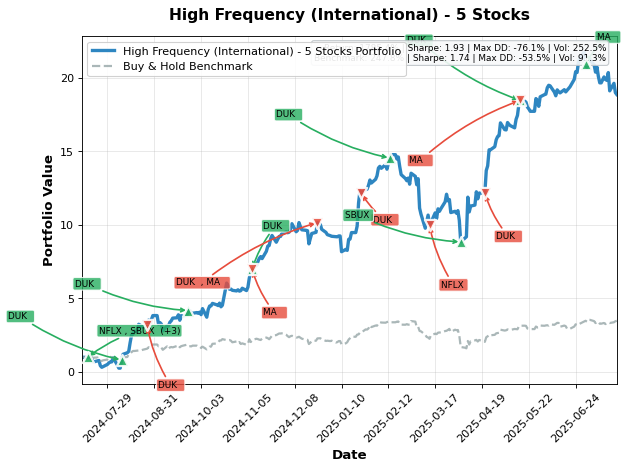 High Frequency (International) - 5 Stocks
High Frequency (International) - 5 Stocks Portfolio
Buy & Hold Benchmark
Sharpe: 1.93 | Max DD: -76.1% | Vol: 252.5%
| Sharpe: 1.74 | Max DD: -53.5% | Vol: 91.3%
DUK
MA
DUK
MA
SBUX
DUK
DUK
DUK
NFLX
DUK
DUK , MA
MA
DUK
NFLX , SBUX (+3)
DUK
Portfolio Value
20
15
10
5
0
2024-07-29
2024-08-31
2024-10-03
2024-11-05
2024-12-08
2025-01-10
2025-02-12
2025-03-17
2025-04-19
2025-05-22
2025-06-24
Date